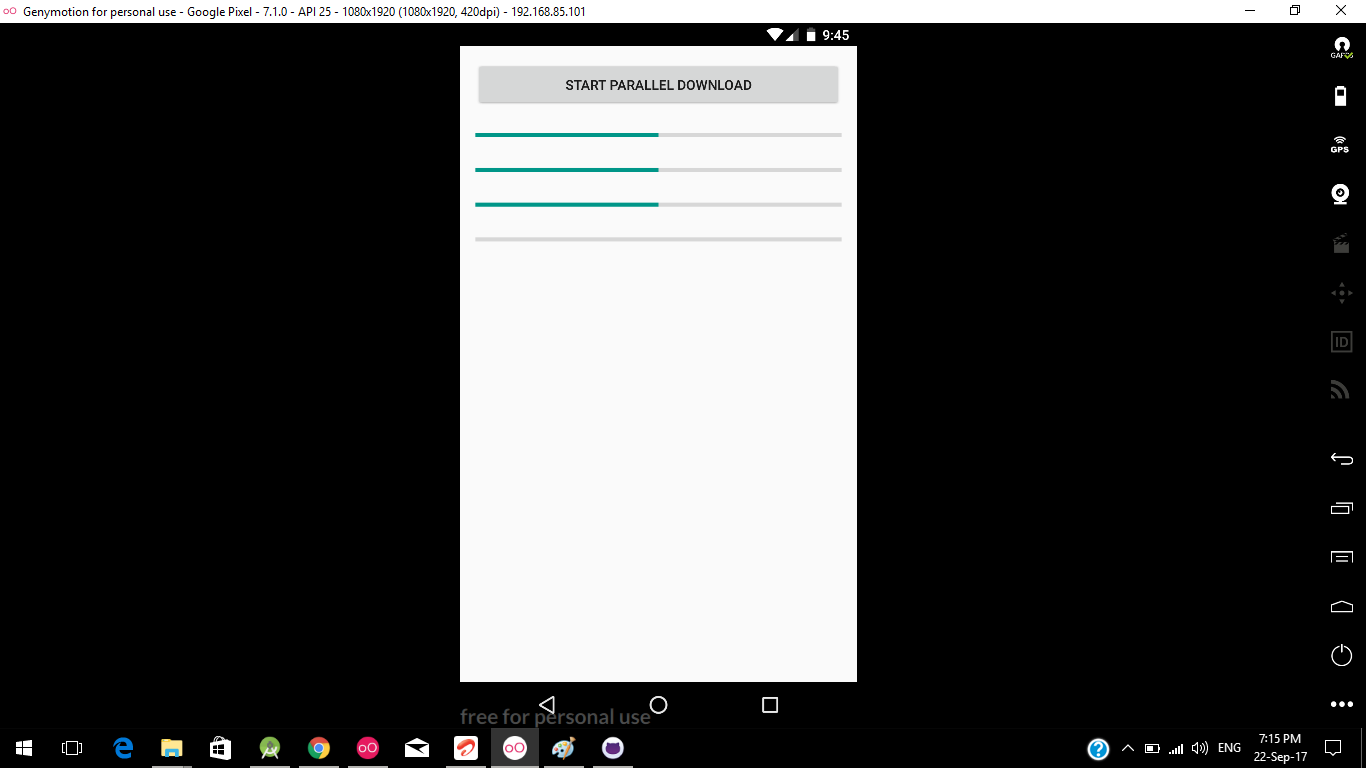 Genymotion for personal use - Google Pixel - 7.1.0 - API 25 - 1080x1920 (1080x1920, 420dpi) - 192.168.85.101
9:45
START PARALLEL DOWNLOAD
GPS
ID
free for personal use
ENG
7:15 PM
22-Sep-17